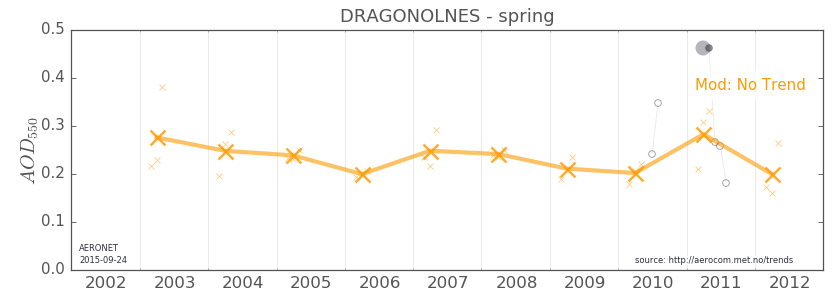 DRAGONOLNES - spring
0.5
0.4
0.3
0.2
0.1
0.0
AOD550
Mod: No Trend
AERONET
2015-09-24
source: http://aerocom.met.no/trends
2002 2003 2004 2005 2006 2007 2008 2009 2010 2011 2012